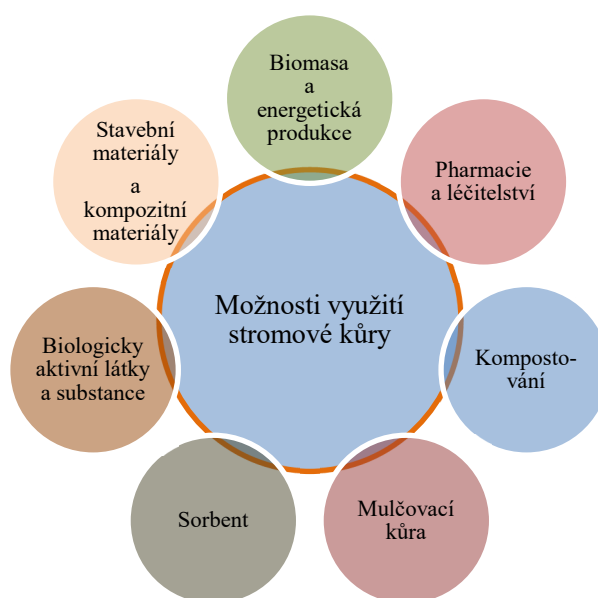 Biomasa
a
energetická
produkce
Stavební
materiály
a
kompozitní
materiály
Pharmacie
a léčitelství
Možnosti využití
stromové kůry
Biologicky
aktivní látky
a substance
Komposto-
vání
Sorbent
Mulčovací
kůra